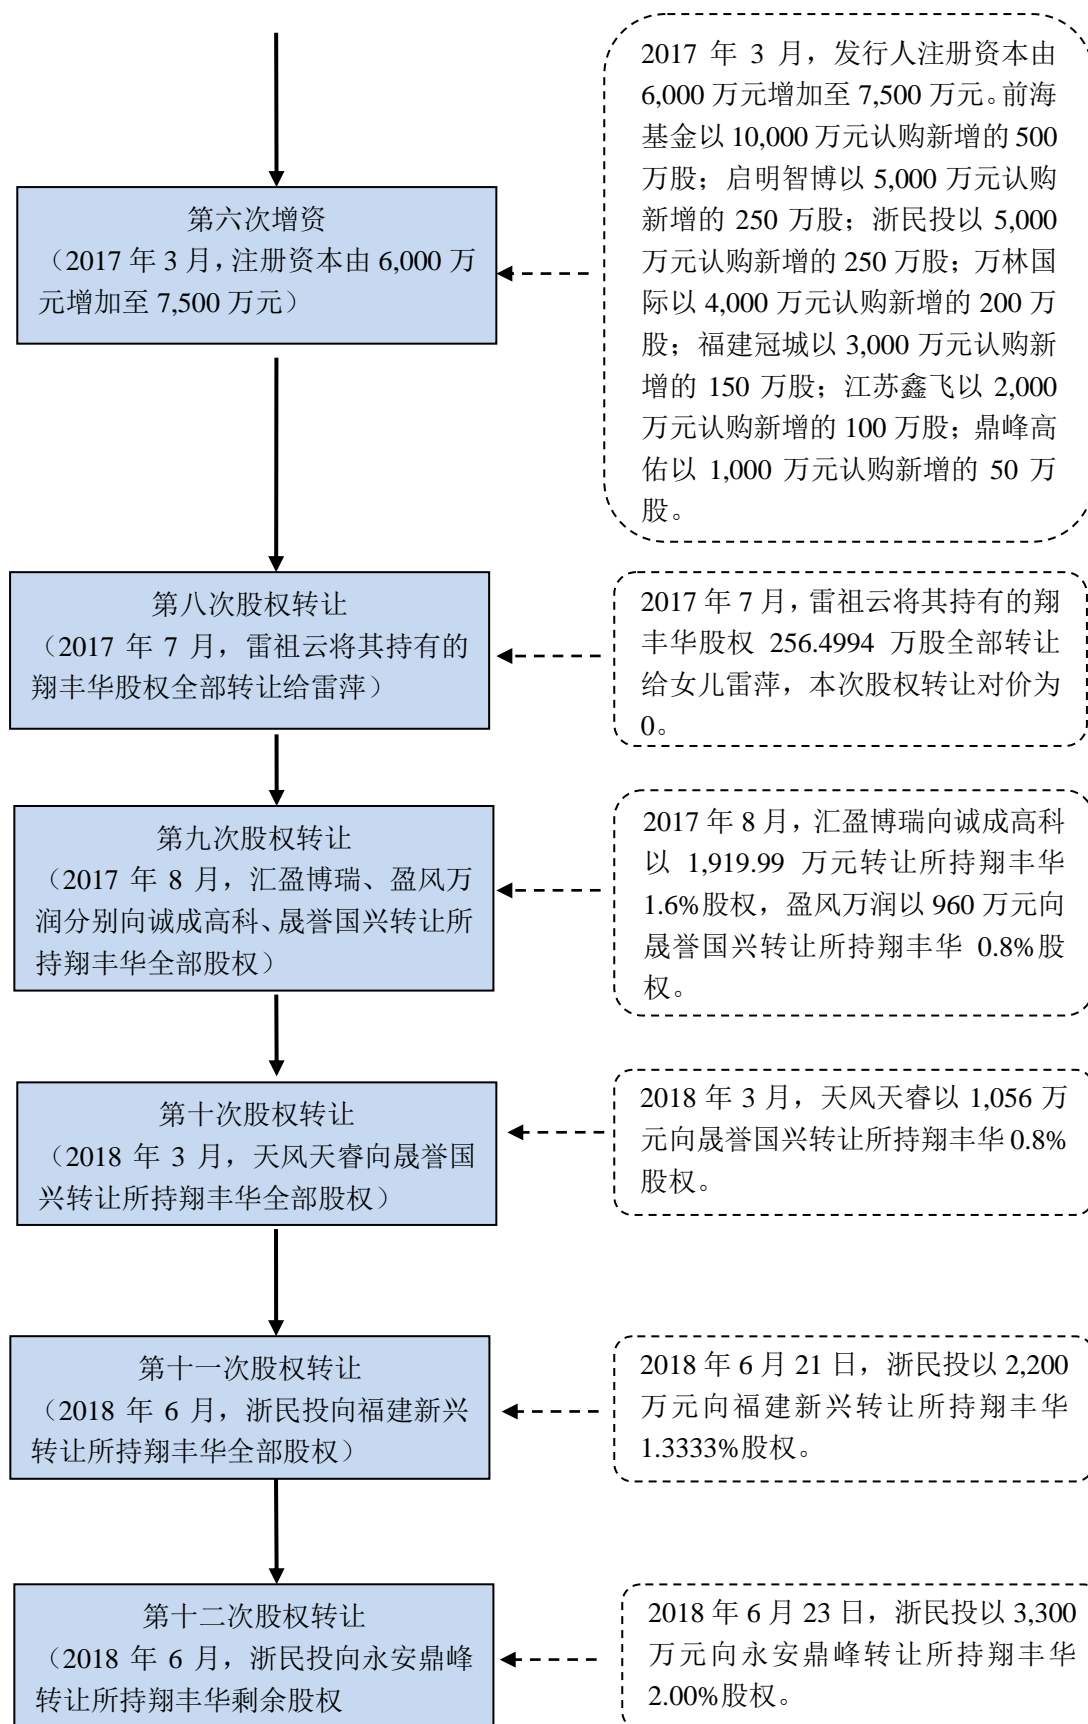 2017 年 3 月，发行人注册资本由
6,000 万元增加至 7,500 万元。前海
基金以 10,000 万元认购新增的 500
万股；启明智博以 5,000 万元认购
新增的 250 万股；浙民投以 5,000
万元认购新增的 250 万股；万林国
际以 4,000 万元认购新增的 200 万
股；福建冠城以 3,000 万元认购新
增的 150 万股；江苏鑫飞以 2,000
万元认购新增的 100 万股；鼎峰高
佑以 1,000 万元认购新增的 50 万
股。
第六次增资
（2017 年 3 月，注册资本由 6,000 万
元增加至 7,500 万元）
第八次股权转让
（2017 年 7 月，雷祖云将其持有的
翔丰华股权全部转让给雷萍）
2017 年 7 月，雷祖云将其持有的翔
丰华股权 256.4994 万股全部转让
给女儿雷萍，本次股权转让对价为
0。
第九次股权转让
（2017 年 8 月，汇盈博瑞、盈风万
润分别向诚成高科、晟誉国兴转让所
持翔丰华全部股权）
2017 年 8 月，汇盈博瑞向诚成高科
以 1,919.99 万元转让所持翔丰华
1.6%股权，盈风万润以 960 万元向
晟誉国兴转让所持翔丰华 0.8%股
权。
第十次股权转让
（2018 年 3 月，天风天睿向晟誉国
兴转让所持翔丰华全部股权）
2018 年 3 月，天风天睿以 1,056 万
元向晟誉国兴转让所持翔丰华 0.8%
股权。
第十一次股权转让
（2018 年 6 月，浙民投向福建新兴
转让所持翔丰华全部股权）
2018 年 6 月 21 日，浙民投以 2,200
万元向福建新兴转让所持翔丰华
1.3333%股权。
第十二次股权转让
（2018 年 6 月，浙民投向永安鼎峰
转让所持翔丰华剩余股权
2018 年 6 月 23 日，浙民投以 3,300
万元向永安鼎峰转让所持翔丰华
2.00%股权。